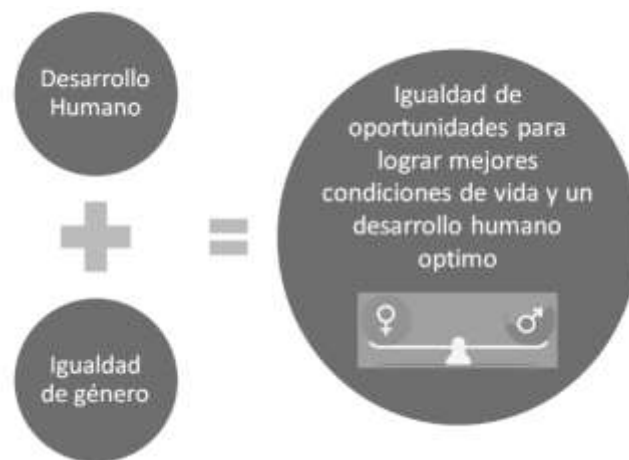 Desarrollo
Humano
Igualdad
de género
Igualdad de
oportunidades para
lograr mejores
condiciones de vida y un
desarrollo humano
optimo